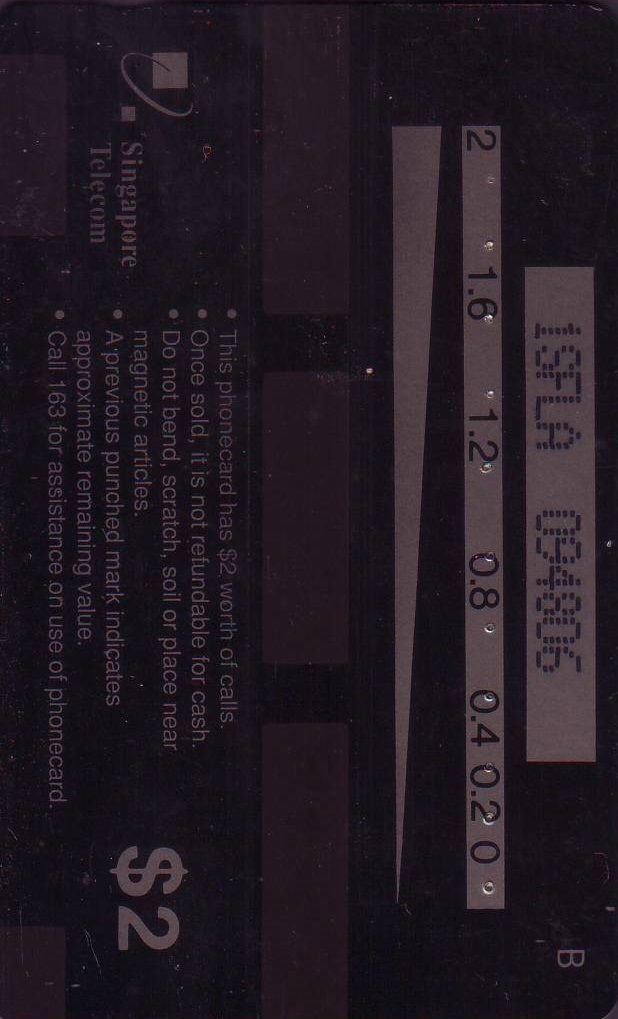 1SFLA 094806
B
2 1.6 1.2 0.8 0.4 0.2 0
• This phonecard has $2 worth of calls.
• Once sold, it is not refundable for cash.
• Do not bend, scratch, soil or place near
magnetic articles.
• A previous punched mark indicates
approximate remaining value.
• Call 163 for assistance on use of phonecard.
Singapore
Telecom
$2